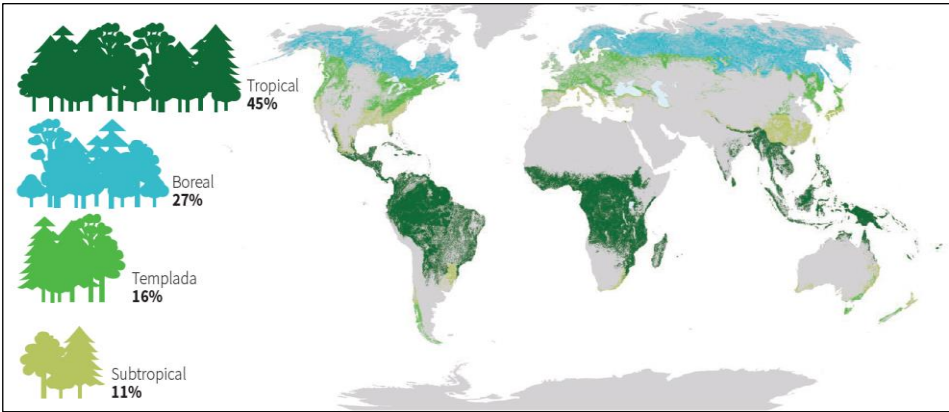 Tropical
45%
Boreal
27%
Templada
16%
Subtropical
11%